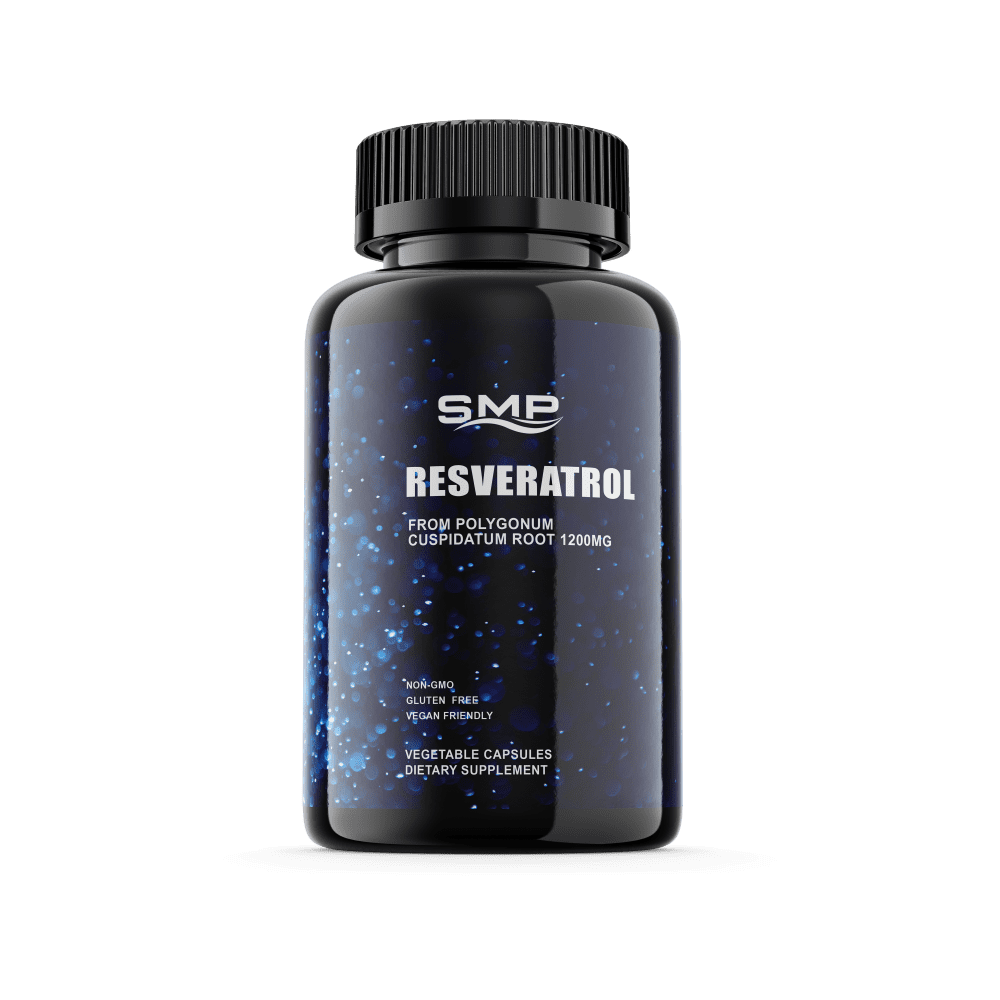 SMP
RESVERATROL
FROM POLYGONUM
CUSPIDATUM ROOT 1200MG
NON-GMO
GLUTEN FREE
VEGAN FRIENDLY
VEGETABLE CAPSULES
DIETARY SUPPLEMENT